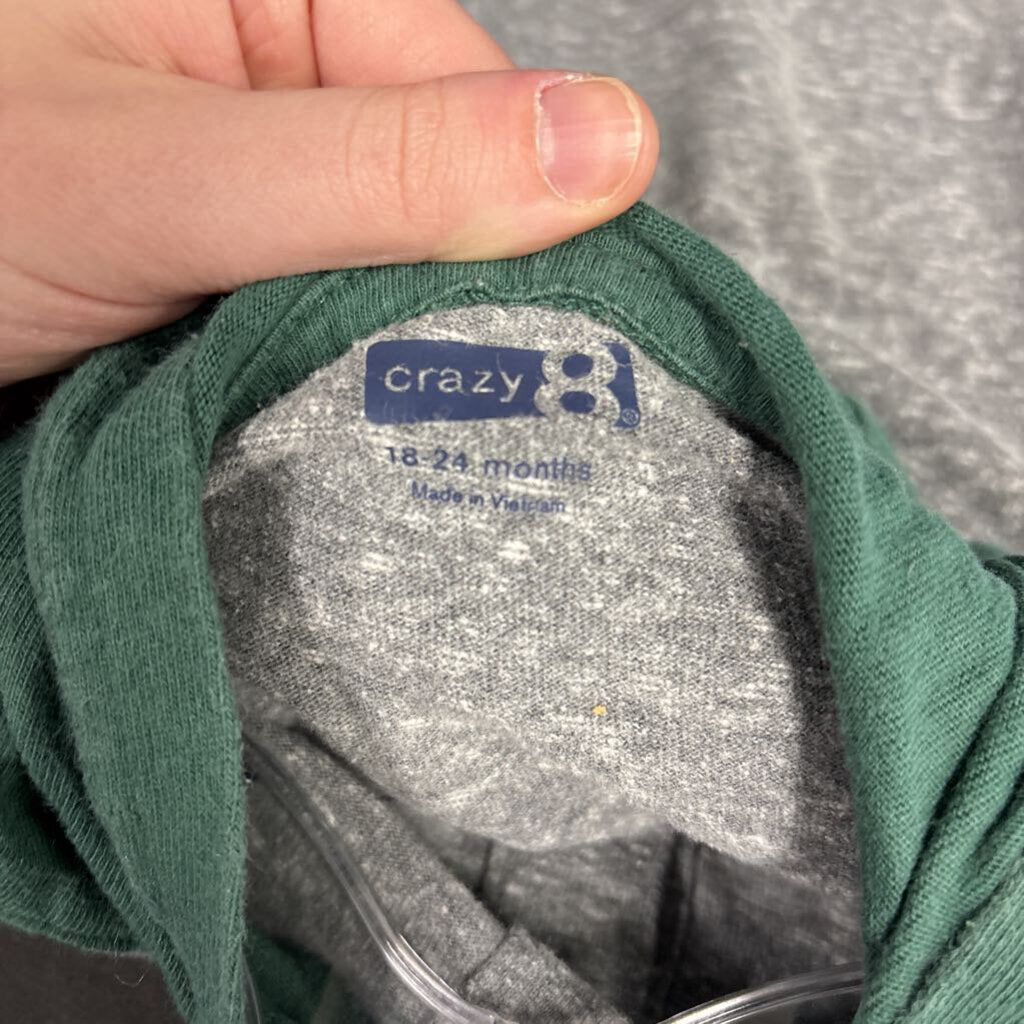 crazy 8®
18-24 months
Made in Vietnam